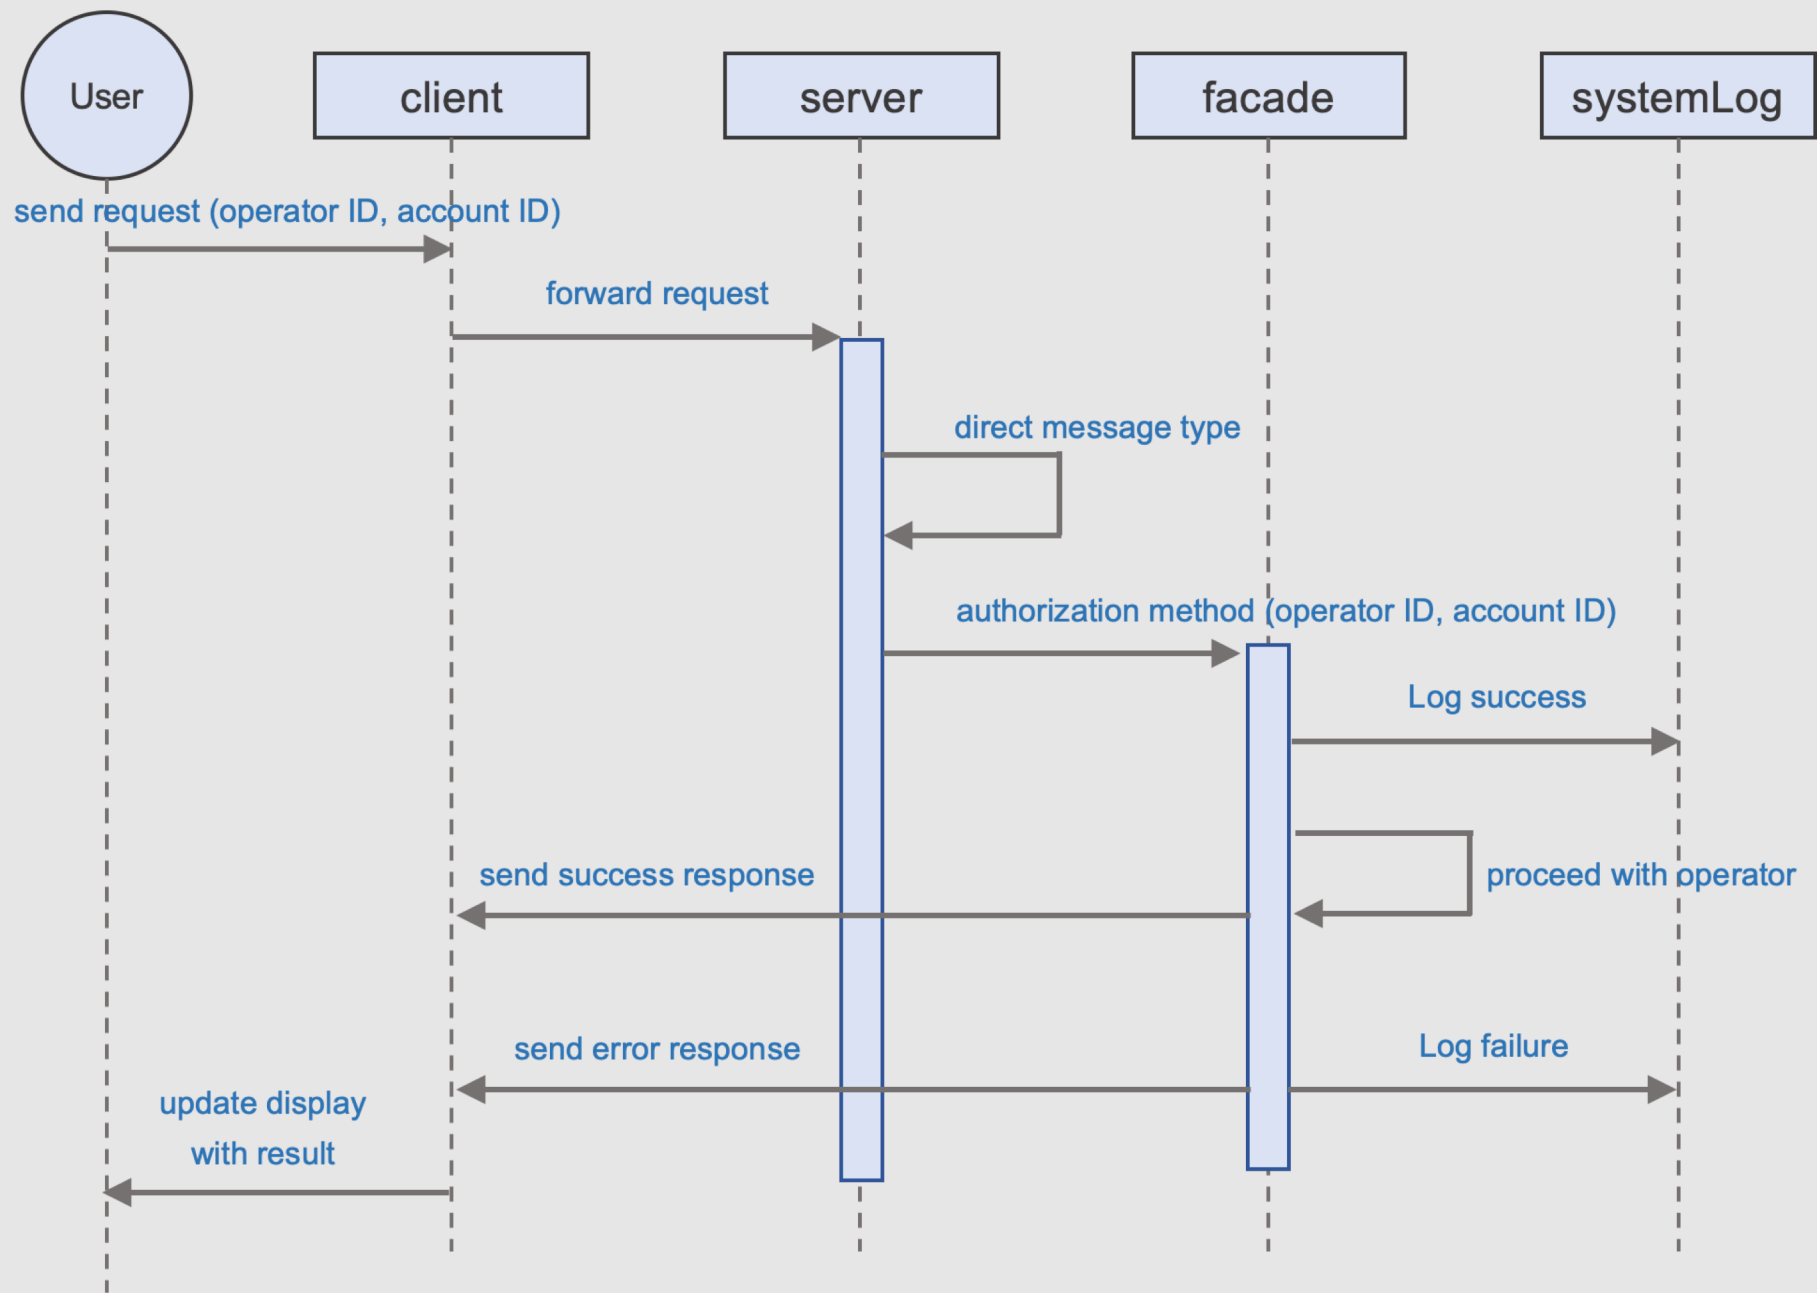 User
client
server
facade
systemLog
send request (operator ID, account ID)
forward request
direct message type
authorization method (operator ID, account ID)
Log success
send success response
proceed with operator
send error response
Log failure
update display
with result